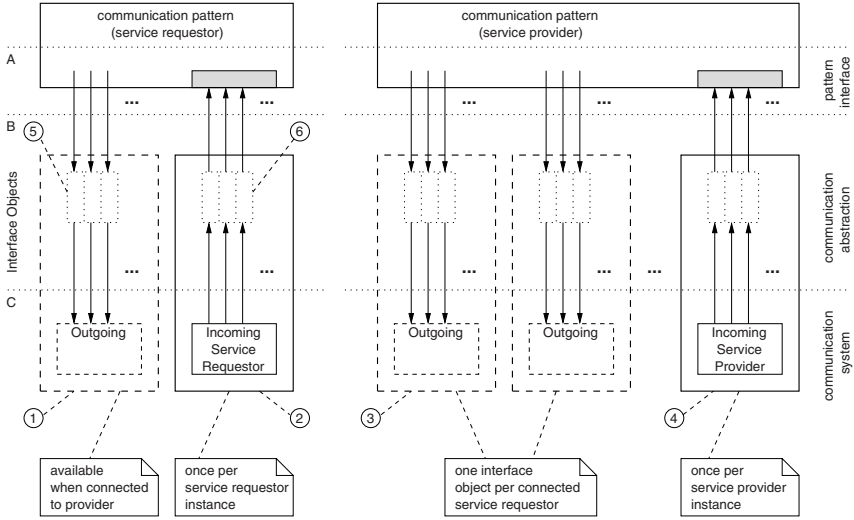 communication pattern
(service requestor)
communication pattern
(service provider)
A
... ...
... ... ...
pattern
interface
B
5
6
Interface Objects
communication
abstraction
... ...
... ... ... ...
C
Outgoing
Incoming
Service
Requestor
Outgoing
Outgoing
Incoming
Service
Provider
communication
system
1
2
3
4
available
when connected
to provider
once per
service requestor
instance
one interface
object per connected
service requestor
once per
service provider
instance